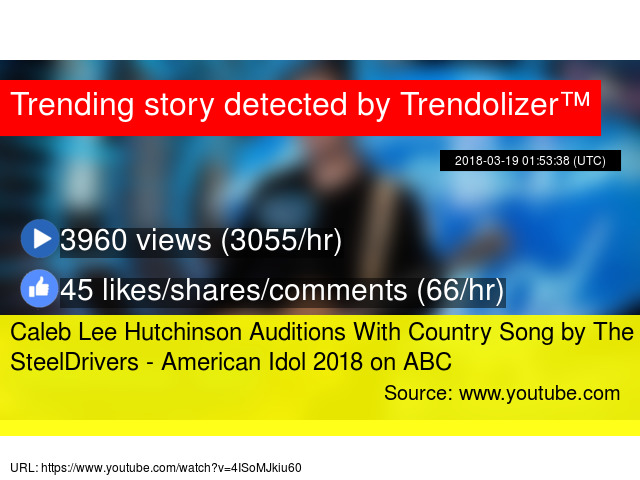 Trending story detected by Trendolizer™
2018-03-19 01:53:38 (UTC)
3960 views (3055/hr)
45 likes/shares/comments (66/hr)
Caleb Lee Hutchinson Auditions With Country Song by The
SteelDrivers - American Idol 2018 on ABC
Source: www.youtube.com
URL: https://www.youtube.com/watch?v=4ISoMJkiu60